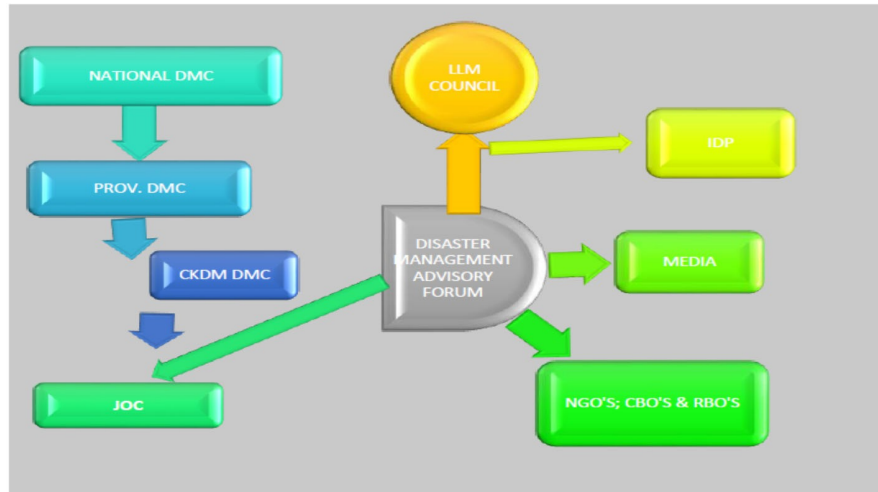 NATIONAL DMC
LLM
COUNCIL
IDP
PROV. DMC
DISASTER
MANAGEMENT
ADVISORY
FORUM
MEDIA
CKDM DMC
JOC
NGO'S; CBO'S & RBO'S